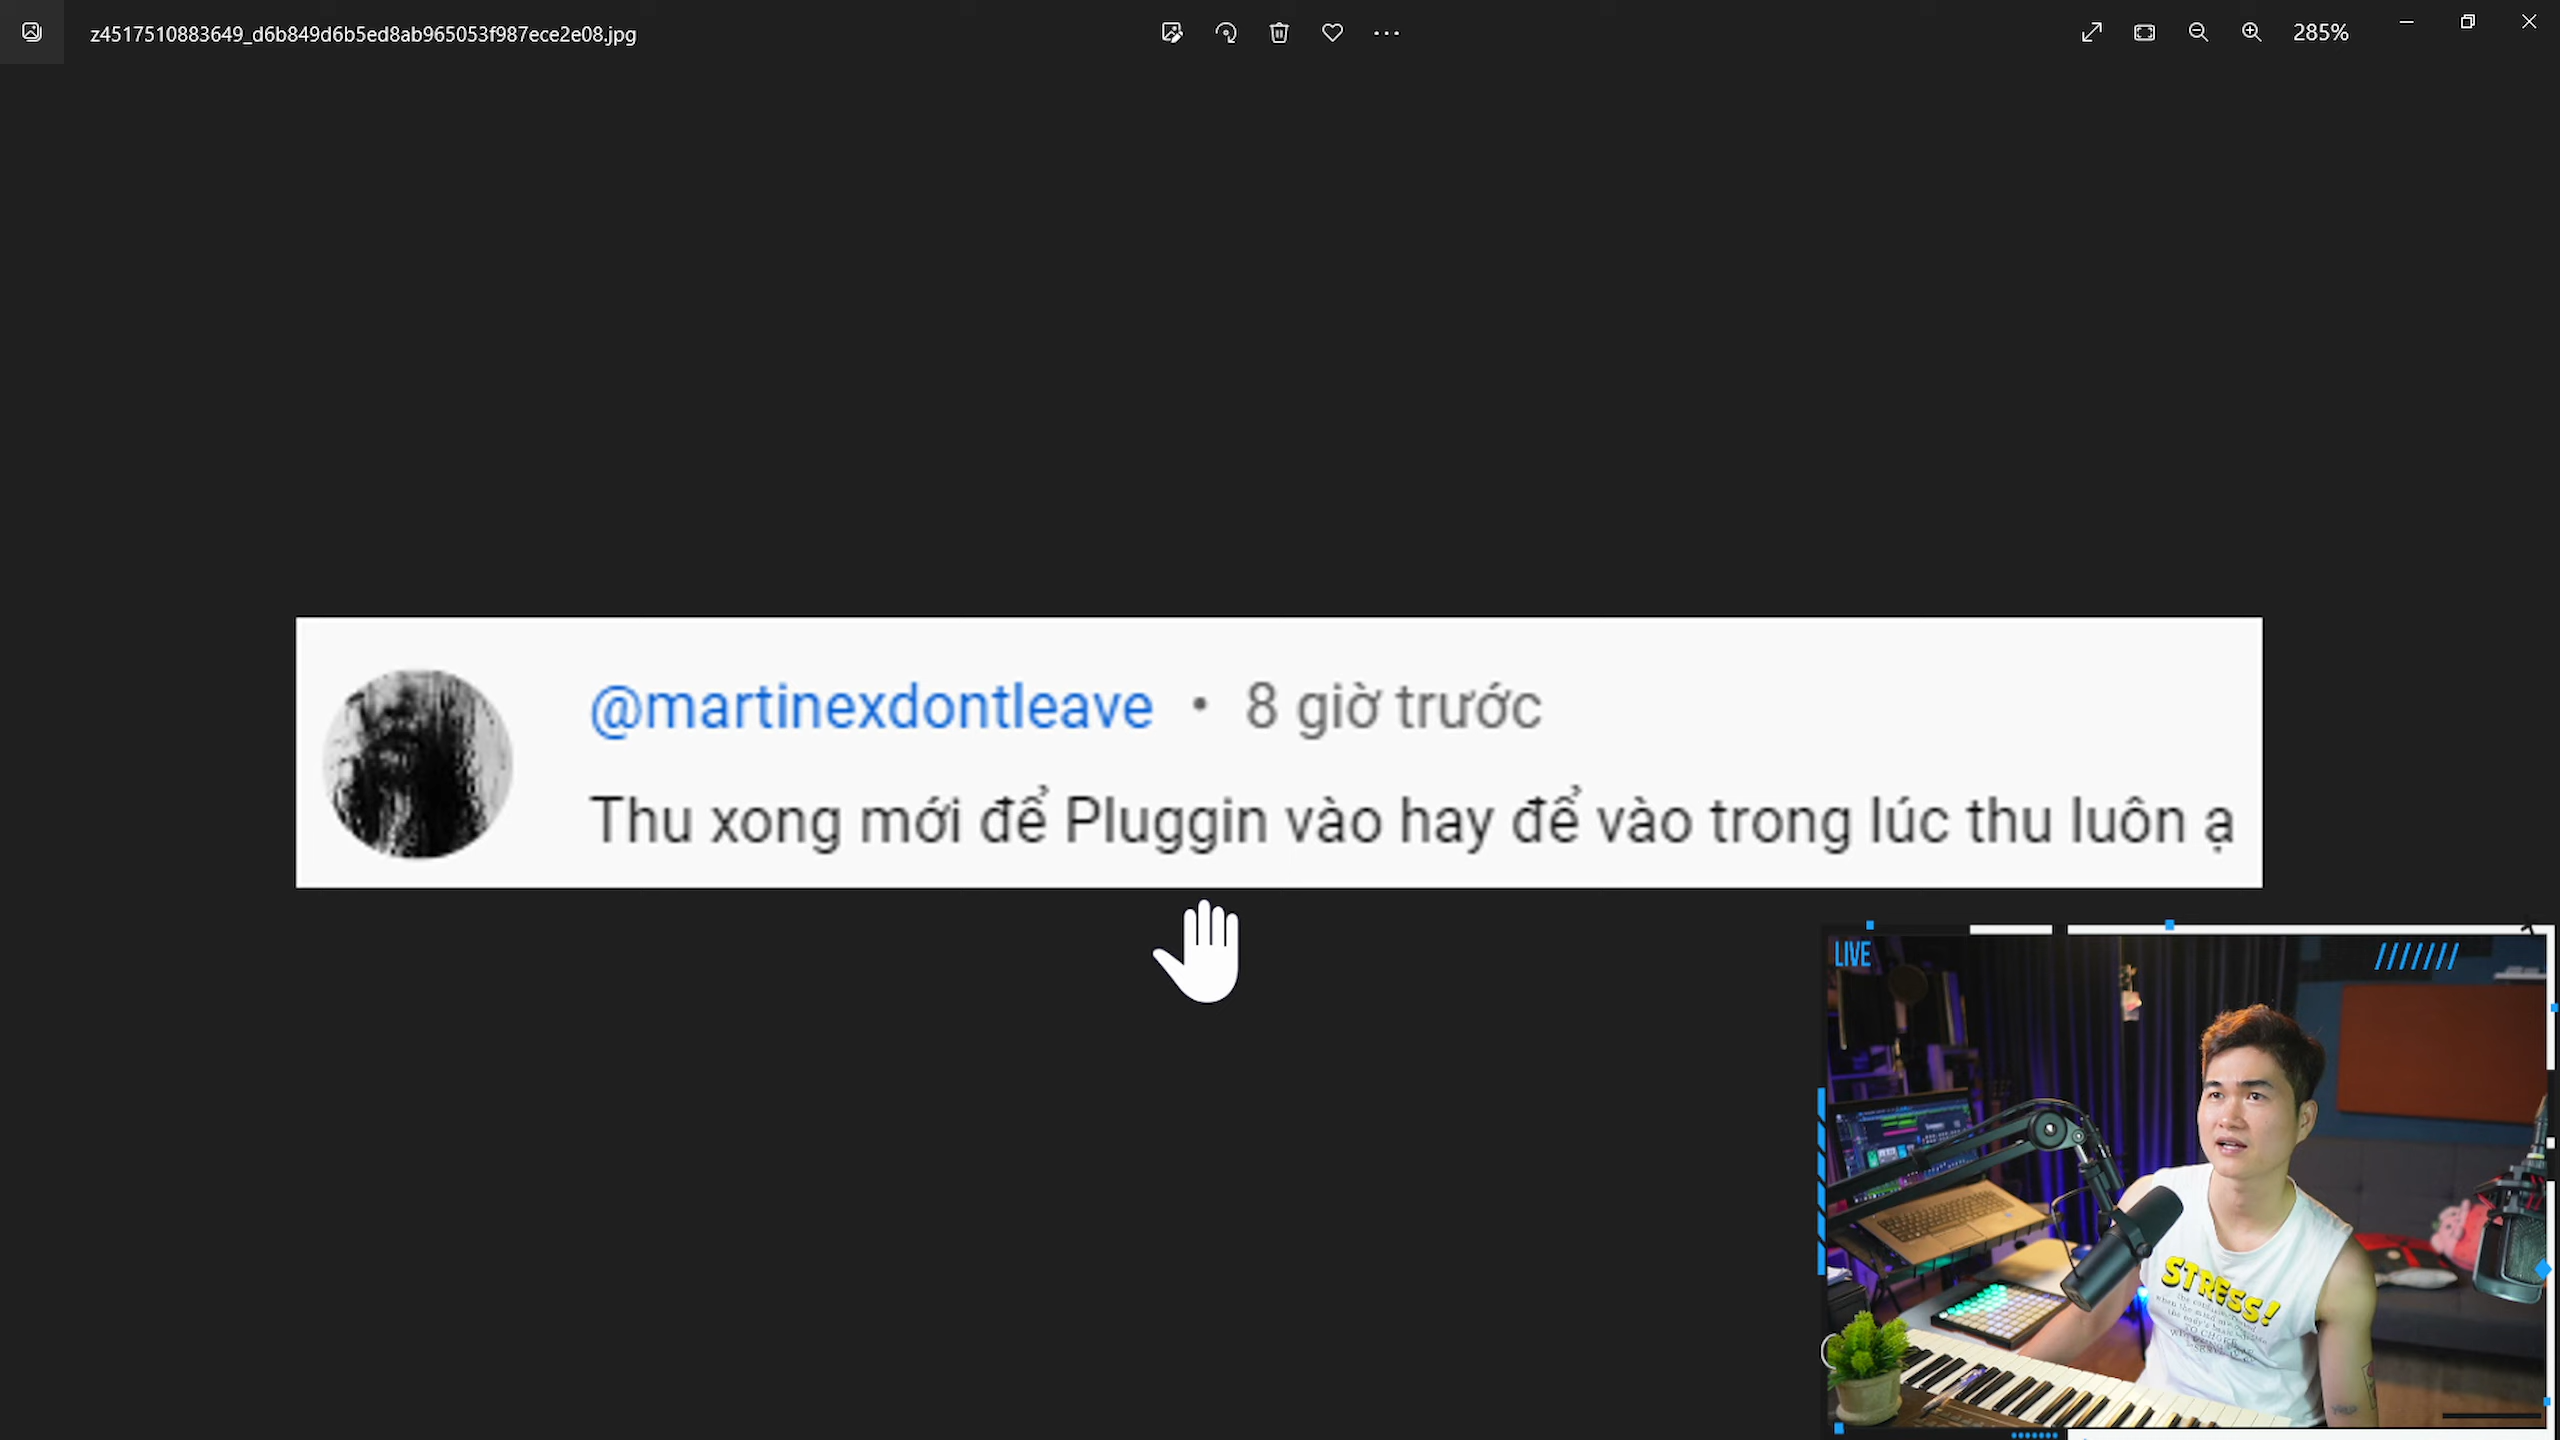 z4517510883649_d6b849d6b5ed8ab965053f987ece2e08.jpg
285%
@martinexdontleave • 8 giờ trước
Thu xong mới để Pluggin vào hay để vào trong lúc thu luôn ạ
LIVE
STRESS!